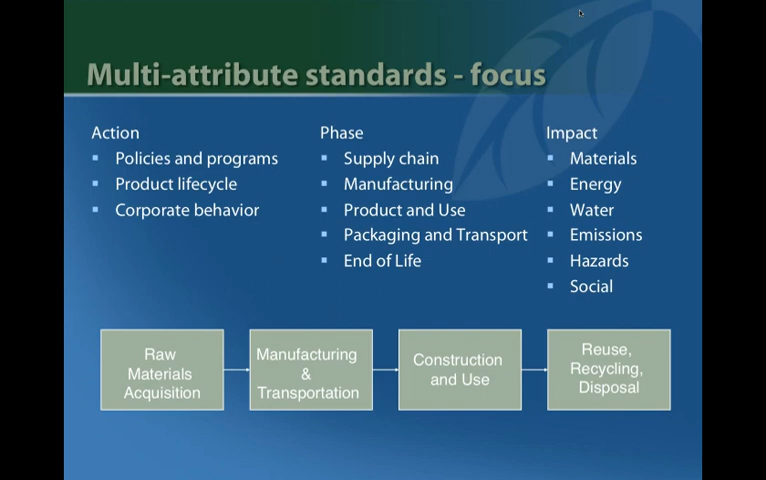 Multi-attribute standards - focus
Action
Policies and programs
Product lifecycle
Corporate behavior
Phase
Supply chain
Manufacturing
Product and Use
Packaging and Transport
End of Life
Impact
Materials
Energy
Water
Emissions
Hazards
Social
Raw
Materials
Acquisition
Manufacturing
&
Transportation
Construction
and Use
Reuse,
Recycling,
Disposal